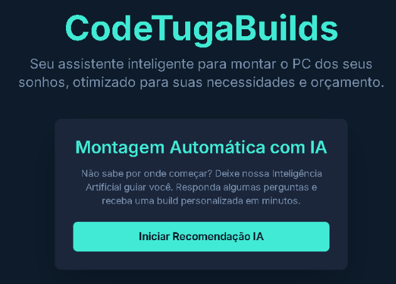 CodeTugaBuilds
Seu assistente inteligente para montar o PC dos seus
sonhos, otimizado para suas necessidades e orçamento.
Montagem Automática com IA
Não sabe por onde começar? Deixe nossa Inteligência
Artificial guiar você. Responda algumas perguntas e
receba uma build personalizada em minutos.
Iniciar Recomendação IA